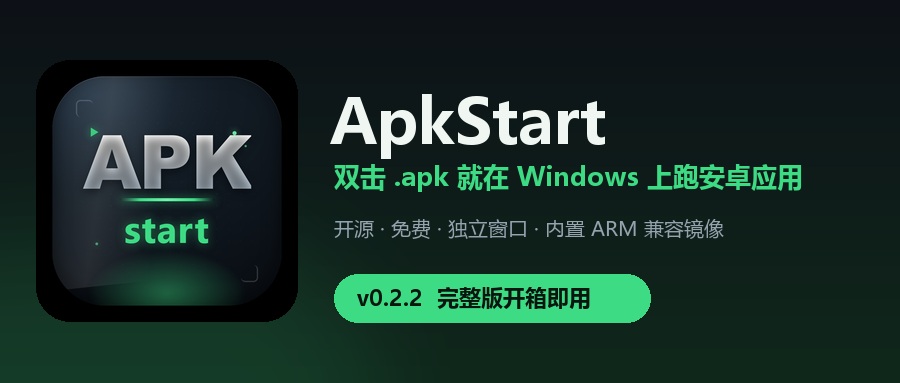 APK
start
ApkStart
双击 .apk 就在 Windows 上跑安卓应用
开源 · 免费 · 独立窗口 · 内置 ARM 兼容镜像
v0.2.2 完整版开箱即用